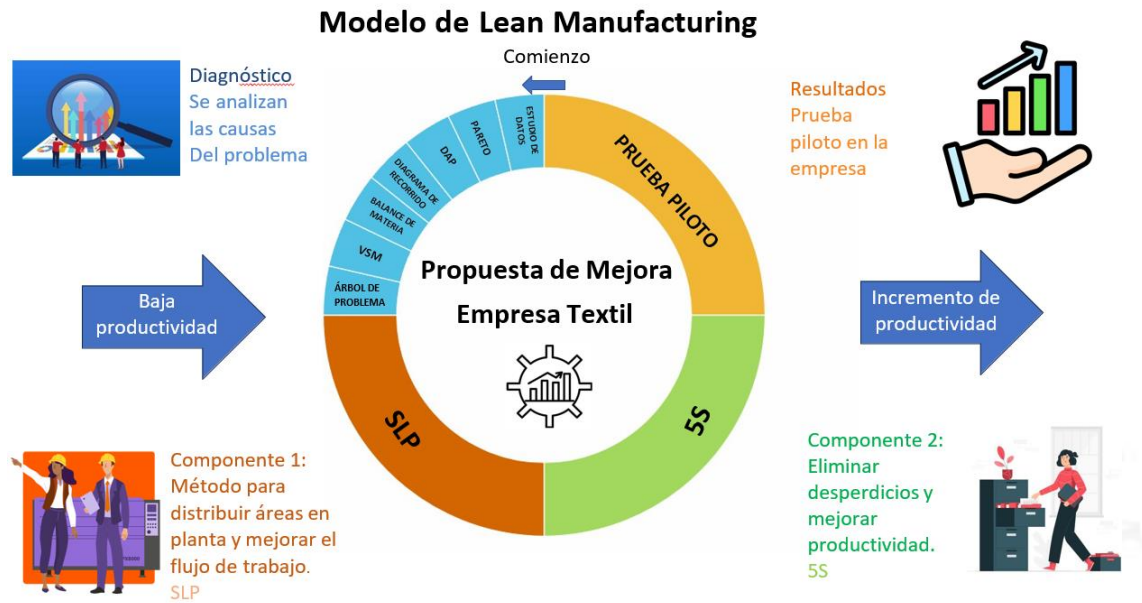 Modelo de Lean Manufacturing
Comienzo
Diagnóstico
Se analizan
las causas
Del problema
Resultados
Prueba
piloto en la
empresa
ESTUDIO DE
DATOS
PARETO
DAP
DIAGRAMA DE
RECORRIDO
BALANCE DE
MATERIA
VSM
ÁRBOL DE
PROBLEMA
PRUEBA PILOTO
Propuesta de Mejora
Empresa Textil
Baja
productividad
Incremento de
productividad
SLP
5S
Componente 1:
Método para
distribuir áreas en
planta y mejorar el
flujo de trabajo.
SLP
Componente 2:
Eliminar
desperdicios y
mejorar
productividad.
5S